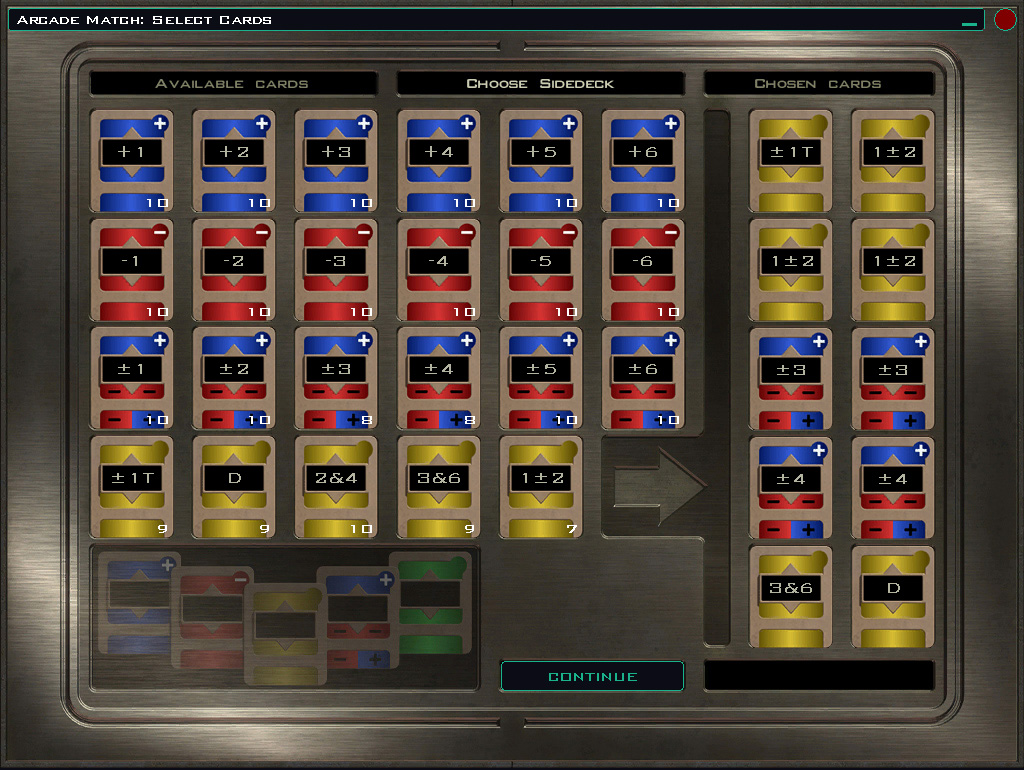 Arcade Match: Select Cards
Available cards Choose Sidedeck Chosen cards
+1 +2 +3 +4 +5 +6 ±1T 1±2
10 10 10 10 10 10
-1 -2 -3 -4 -5 -6 1±2 1±2
10 10 10 10 10 10
±1 ±2 ±3 ±4 ±5 ±6 ±3 ±3
10 10 8 8 10 10
±1T D 2&4 3&6 1±2 ±4 ±4
9 9 10 9 7
3&6 D
CONTINUE